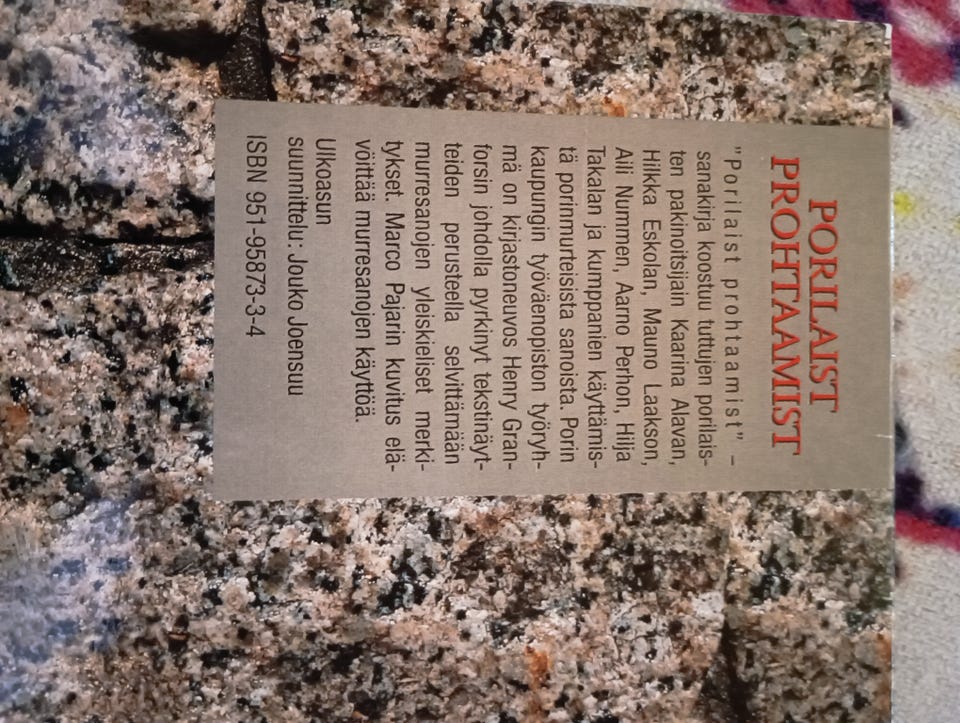 PORILAIST
PROHTAAMIST
"Porilaist prohtaamist" –
sanakirja koostuu tuttujen porilais-
ten pakinoitsijain Kaarina Alavan,
Hilkka Eskolan, Mauno Laakson,
Aili Nummen, Aarno Perhon, Hilja
Takalan ja kumppanien käyttämis-
tä porinmurteisista sanoista. Porin
kaupungin työväenopiston työryh-
mä on kirjastoneuvos Henry Gran-
forsin johdolla pyrkinyt tekstinäyt-
teiden perusteella selvittämään
murresanojen yleiskieliset merki-
tykset. Marco Pajarin kuvitus elä-
vöittää murresanojen käyttöä.
Ulkoasun
suunnittelu: Jouko Joensuu
ISBN 951-95873-3-4